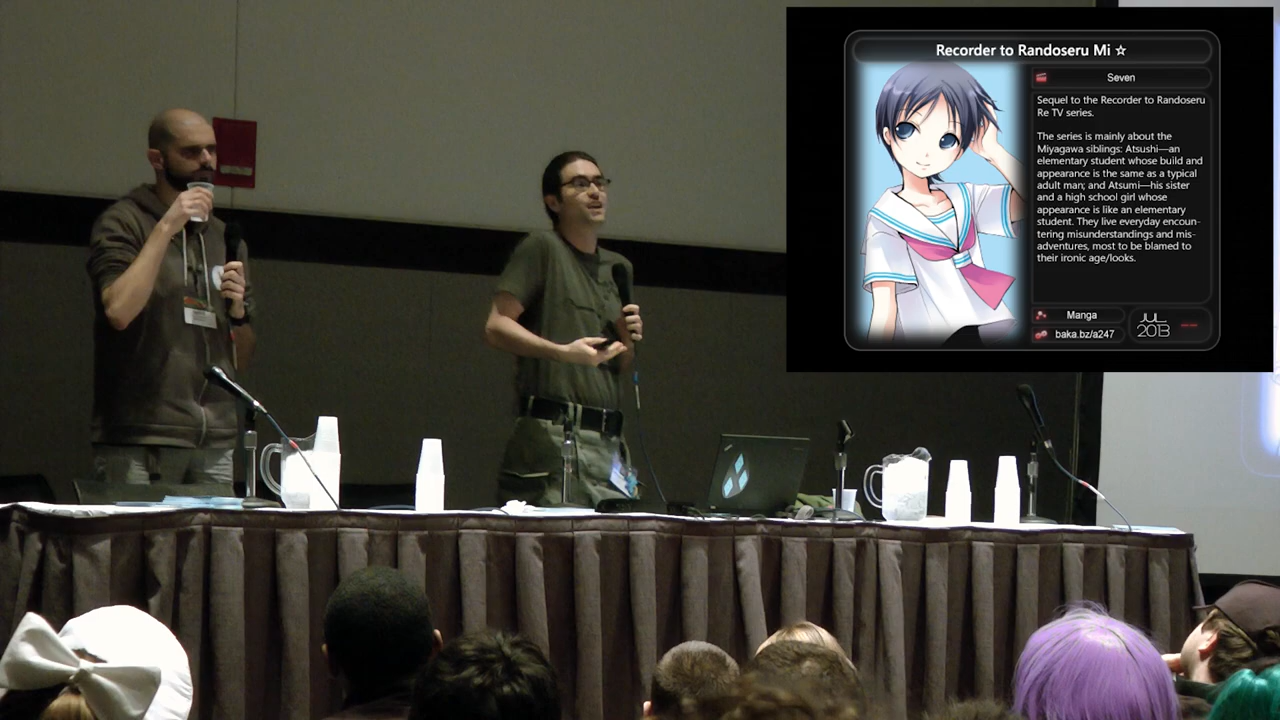 Recorder to Randoseru Mi ☆
Seven
Sequel to the Recorder to Randoseru
Re TV series.
The series is mainly about the
Miyagawa siblings: Atsushi—an
elementary student whose build and
appearance is the same as a typical
adult man; and Atsumi—his sister
and a high school girl whose
appearance is like an elementary
student. They live everyday encoun-
tering misunderstandings and mis-
adventures, most to be blamed to
their ironic age/looks.
Manga
baka.bz/a247
JUL
2013
--